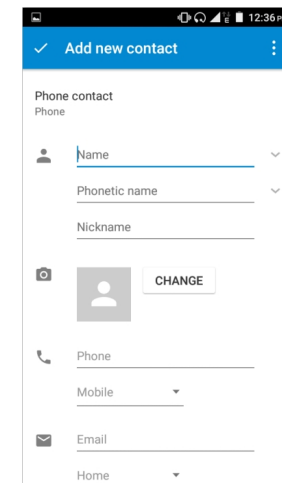 12:36 P
Add new contact
Phone contact
Phone
Name
Phonetic name
Nickname
CHANGE
Phone
Mobile
Email
Home